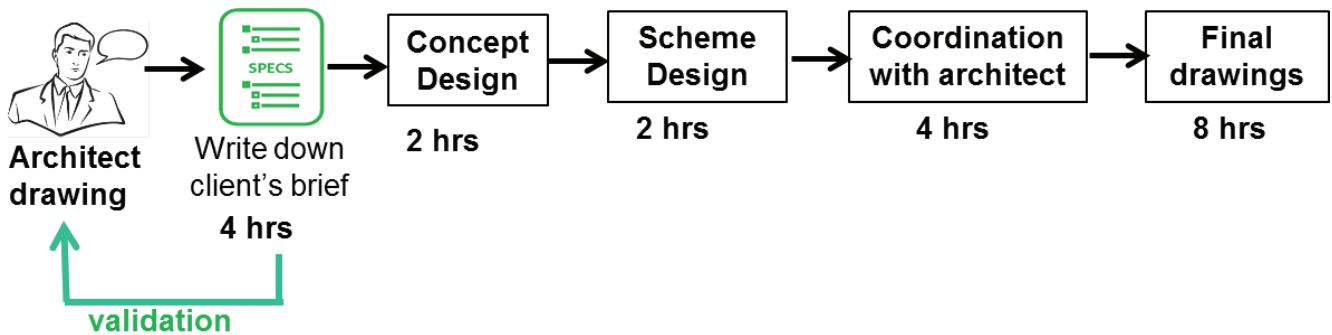 Architect
drawing
SPECS
Write down
client's brief
4 hrs
validation
Concept
Design
2 hrs
Scheme
Design
2 hrs
Coordination
with architect
4 hrs
Final
drawings
8 hrs